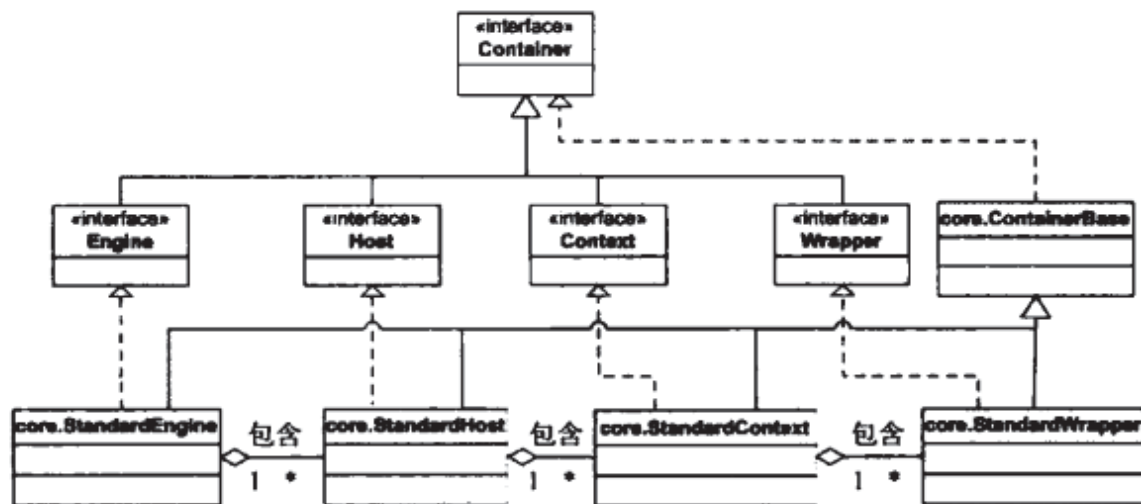 «interface»
Container
«interface»
Engine
«interface»
Host
«interface»
Context
«interface»
Wrapper
core.ContainerBase
core.StandardEngine
包含
1 *
core.StandardHost
包含
1 *
core.StandardContext
包含
1 *
core.StandardWrapper